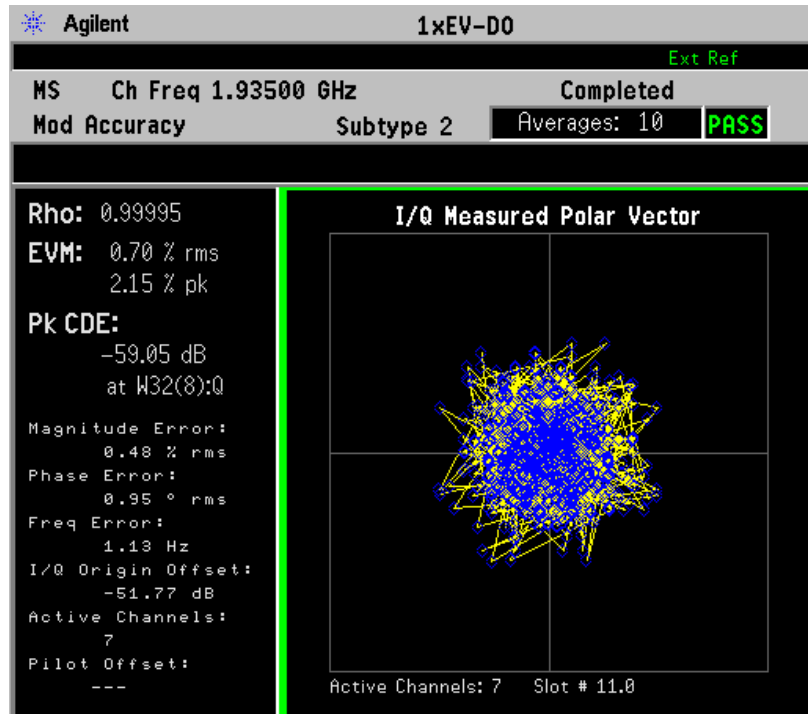 Agilent 1xEV-DO
Ext Ref
MS Ch Freq 1.93500 GHz Completed
Mod Accuracy Subtype 2 Averages: 10 PASS
Rho: 0.99995
EVM: 0.70 % rms
2.15 % pk
Pk CDE:
-59.05 dB
at W32(8):Q
Magnitude Error:
0.48 % rms
Phase Error:
0.95 ° rms
Freq Error:
1.13 Hz
I/Q Origin Offset:
-51.77 dB
Active Channels:
7
Pilot Offset:
---
I/Q Measured Polar Vector
Active Channels: 7 Slot # 11.0